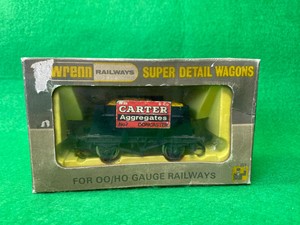 Wrenn RAILWAYS SUPER DETAIL WAGONS
CARTER
Aggregates
FOR OO/HO GAUGE RAILWAYS